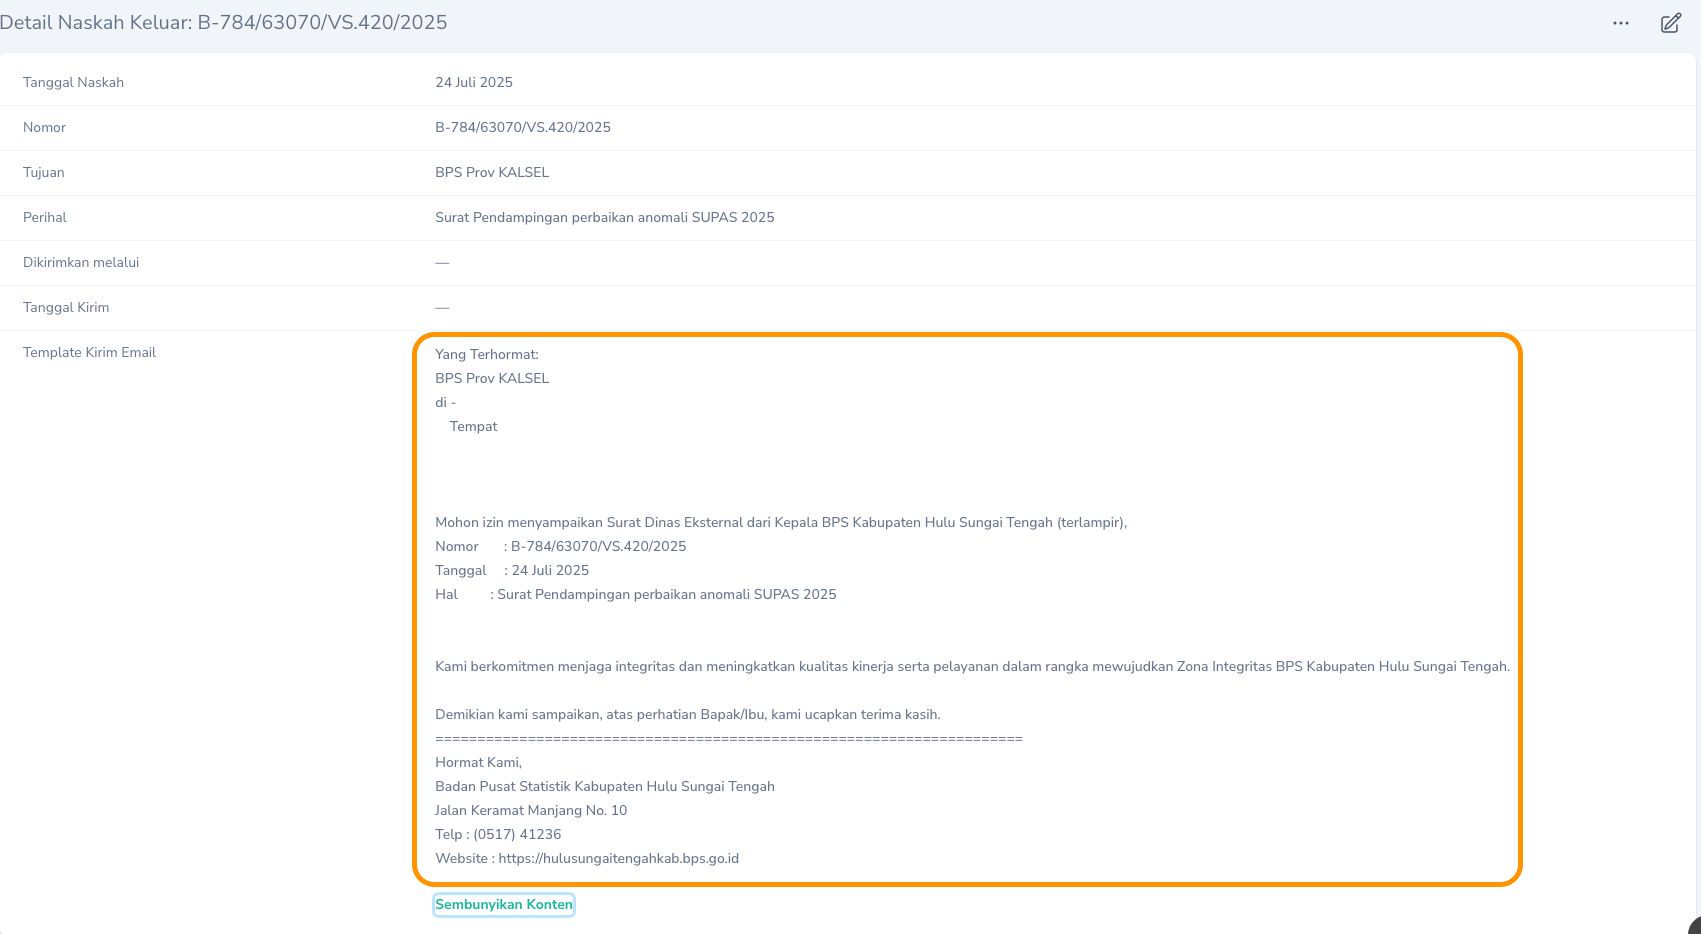 Detail Naskah Keluar: B-784/63070/VS.420/2025
Tanggal Naskah 24 Juli 2025
Nomor B-784/63070/VS.420/2025
Tujuan BPS Prov KALSEL
Perihal Surat Pendampingan perbaikan anomali SUPAS 2025
Dikirimkan melalui —
Tanggal Kirim —
Template Kirim Email
Yang Terhormat:
BPS Prov KALSEL
di -
Tempat
Mohon izin menyampaikan Surat Dinas Eksternal dari Kepala BPS Kabupaten Hulu Sungai Tengah (terlampir),
Nomor : B-784/63070/VS.420/2025
Tanggal : 24 Juli 2025
Hal : Surat Pendampingan perbaikan anomali SUPAS 2025
Kami berkomitmen menjaga integritas dan meningkatkan kualitas kinerja serta pelayanan dalam rangka mewujudkan Zona Integritas BPS Kabupaten Hulu Sungai Tengah.
Demikian kami sampaikan, atas perhatian Bapak/Ibu, kami ucapkan terima kasih.
======================================================================
Hormat Kami,
Badan Pusat Statistik Kabupaten Hulu Sungai Tengah
Jalan Keramat Manjang No. 10
Telp : (0517) 41236
Website : https://hulusungaitengahkab.bps.go.id
Sembunyikan Konten